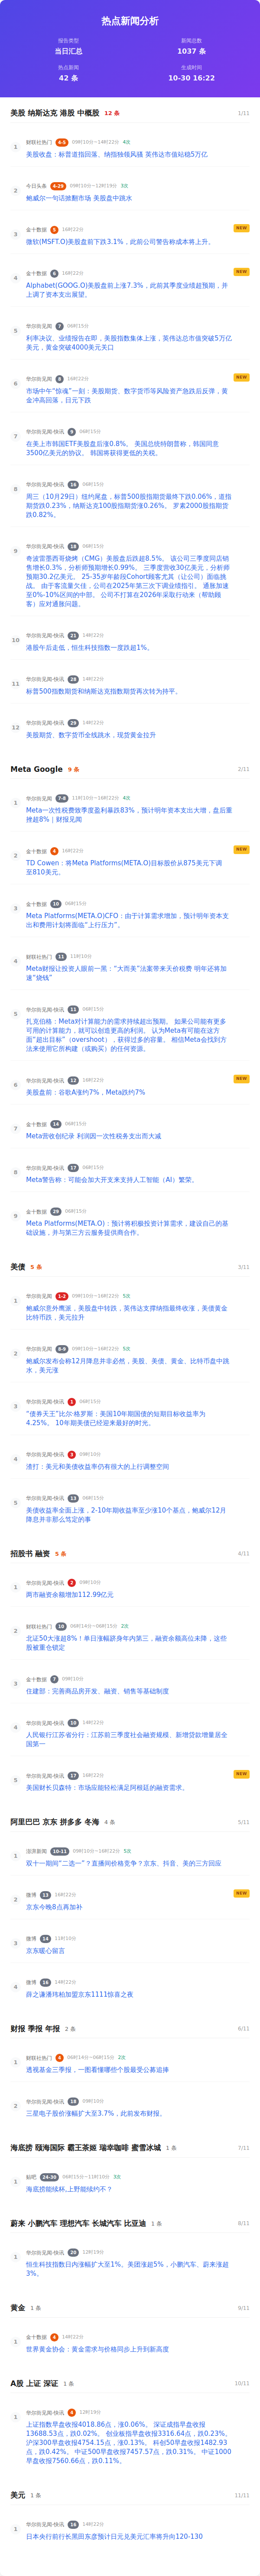 热点新闻分析
报告类型
新闻总数
当日汇总
1037 条
热点新闻
生成时间
42 条
10-30 16:22
美股 纳斯达克 港股 中概股 12 条 1/11
1
财联社热门 4-5 00时10分~14时22分 4次
美股收盘：标普道指回落、纳指独领风骚 英伟达市值站稳5万亿
2
今日头条 4-29 09时10分~12时19分 3次
鲍威尔一句话掀翻市场 美股盘中跳水
3
金十数据 5 16时22分 NEW
微软(MSFT.O)美股盘前下跌3.1%，此前公司警告称成本将上升。
4
金十数据 6 16时22分 NEW
Alphabet(GOOG.O)美股盘前上涨7.3%，此前其季度业绩超预期，并
上调了资本支出展望。
5
华尔街见闻 7 06时15分
利率决议、业绩报告在即，美股指数集体上涨，英伟达总市值突破5万亿
美元，黄金突破4000美元关口
6
华尔街见闻 8 16时22分 NEW
市场中午“惊魂”一刻：美股期货、数字货币等风险资产急跌后反弹，黄
金冲高回落，日元下跌
7
华尔街见闻-快讯 9 06时15分
在美上市韩国ETF美股盘后涨0.8%。 美国总统特朗普称，韩国同意
3500亿美元的协议。 韩国将获得更低的关税。
8
华尔街见闻-快讯 16 06时15分
周三（10月29日）纽约尾盘，标普500股指期货最终下跌0.06%，道指
期货跌0.23%，纳斯达克100股指期货涨0.26%。 罗素2000股指期货
跌0.82%。
9
华尔街见闻-快讯 18 06时15分
奇波雷墨西哥烧烤（CMG）美股盘后跌超8.5%。 该公司三季度同店销
售增长0.3%，分析师预期增长0.99%。 三季度营收30亿美元，分析师
预期30.2亿美元。 25-35岁年龄段Cohort顾客尤其（让公司）面临挑
战。 由于客流量欠佳，公司在2025年第三次下调业绩指引。 通胀加速
至0%-10%区间的中部。 公司不打算在2026年采取行动来（帮助顾
客）应对通胀问题。
10
华尔街见闻-快讯 21 14时22分
港股午后走低，恒生科技指数一度跌超1%。
11
华尔街见闻-快讯 28 14时22分
标普500指数期货和纳斯达克指数期货再次转为持平。
12
华尔街见闻-快讯 29 14时22分
美股期货、数字货币全线跳水，现货黄金拉升
Meta Google 9 条 2/11
1
华尔街见闻 7-8 11时10分~16时22分 4次
Meta一次性税费致季度盈利暴跌83%，预计明年资本支出大增，盘后重
挫超8% | 财报见闻
2
金十数据 4 16时22分 NEW
TD Cowen：将Meta Platforms(META.O)目标股价从875美元下调
至810美元。
3
金十数据 10 06时15分
Meta Platforms(META.O)CFO：由于计算需求增加，预计明年资本支
出和费用计划将面临“上行压力”。
4
财联社热门 11 11时10分
Meta财报让投资人眼前一黑：“大而美”法案带来天价税费 明年还将加
速“烧钱”
5
华尔街见闻-快讯 11 06时15分
扎克伯格：Meta对计算能力的需求持续超出预期。 如果公司能有更多
可用的计算能力，就可以创造更高的利润。 认为Meta有可能在这方
面“超出目标”（overshoot），获得过多的容量。 相信Meta会找到方
法来使用它所构建（或购买）的任何资源。
6
华尔街见闻-快讯 12 16时22分 NEW
美股盘前：谷歌A涨约7%，Meta跌约7%
7
金十数据 16 06时15分
Meta营收创纪录 利润因一次性税务支出而大减
8
华尔街见闻-快讯 17 06时15分
Meta警告称：可能会加大开支来支持人工智能（AI）繁荣。
9
金十数据 29 06时15分
Meta Platforms(META.O)：预计将积极投资计算需求，建设自己的基
础设施，并与第三方云服务提供商合作。
美债 5 条 3/11
1
华尔街见闻 1-2 09时10分~16时22分 5次
鲍威尔意外鹰派，美股盘中转跌，英伟达支撑纳指最终收涨，美债黄金
比特币跌，美元拉升
2
华尔街见闻 8-9 09时10分~16时22分 5次
鲍威尔发布会称12月降息并非必然，美股、美债、黄金、比特币盘中跳
水，美元涨
3
华尔街见闻-快讯 1 06时15分
“债券天王”比尔·格罗斯：美国10年期国债的短期目标收益率为
4.25%。 10年期美债已经迎来最好的时光。
4
华尔街见闻-快讯 3 09时10分
渣打：美元和美债收益率仍有很大的上行调整空间
5
华尔街见闻-快讯 13 06时15分
美债收益率全面上涨，2-10年期收益率至少涨10个基点，鲍威尔12月
降息并非那么笃定的事
招股书 融资 5 条 4/11
1
华尔街见闻-快讯 2 09时10分
两市融资余额增加112.99亿元
2
财联社热门 10 06时14分~06时15分 2次
北证50大涨超8%！单日涨幅跻身年内第三，融资余额高位未降，这些
股被重仓锁定
3
金十数据 7 09时10分
住建部：完善商品房开发、融资、销售等基础制度
4
华尔街见闻-快讯 10 14时22分
人民银行江苏省分行：江苏前三季度社会融资规模、新增贷款增量居全
国第一
5
华尔街见闻-快讯 17 16时22分 NEW
美国财长贝森特：市场应能轻松满足阿根廷的融资需求。
阿里巴巴 京东 拼多多 冬海 4 条 5/11
1
澎湃新闻 10-11 09时10分~16时22分 5次
双十一期间“二选一”？直播间价格竞争？京东、抖音、美的三方回应
2
微博 13 16时22分 NEW
京东今晚8点再加补
3
微博 14 11时10分
京东暖心留言
4
微博 16 14时22分
薛之谦潘玮柏加盟京东1111惊喜之夜
财报 季报 年报 2 条 6/11
1
财联社热门 4 06时14分~06时15分 2次
透视基金三季报，一图看懂哪些个股最受公募追捧
2
华尔街见闻-快讯 18 09时10分
三星电子股价涨幅扩大至3.7%，此前发布财报。
海底捞 颐海国际 霸王茶姬 瑞幸咖啡 蜜雪冰城 1 条 7/11
1
贴吧 24-30 06时15分~11时10分 3次
海底捞能续杯,上野能续约不？
蔚来 小鹏汽车 理想汽车 长城汽车 比亚迪 1 条 8/11
1
华尔街见闻-快讯 20 12时19分
恒生科技指数日内涨幅扩大至1%。美团涨超5%，小鹏汽车、蔚来涨超
3%。
黄金 1 条 9/11
1
金十数据 4 14时22分
世界黄金协会：黄金需求与价格同步上升到新高度
A股 上证 深证 1 条 10/11
1
华尔街见闻-快讯 4 12时19分
上证指数早盘收报4018.86点，涨0.06%。 深证成指早盘收报
13688.53点，跌0.02%。 创业板指早盘收报3316.64点，跌0.23%。
沪深300早盘收报4754.15点，涨0.13%。 科创50早盘收报1482.93
点，跌0.42%。 中证500早盘收报7457.57点，跌0.31%。 中证1000
早盘收报7560.66点，跌0.11%。
美元 1 条 11/11
1
华尔街见闻-快讯 16 14时22分
日本央行前行长黑田东彦预计日元兑美元汇率将升向120-130